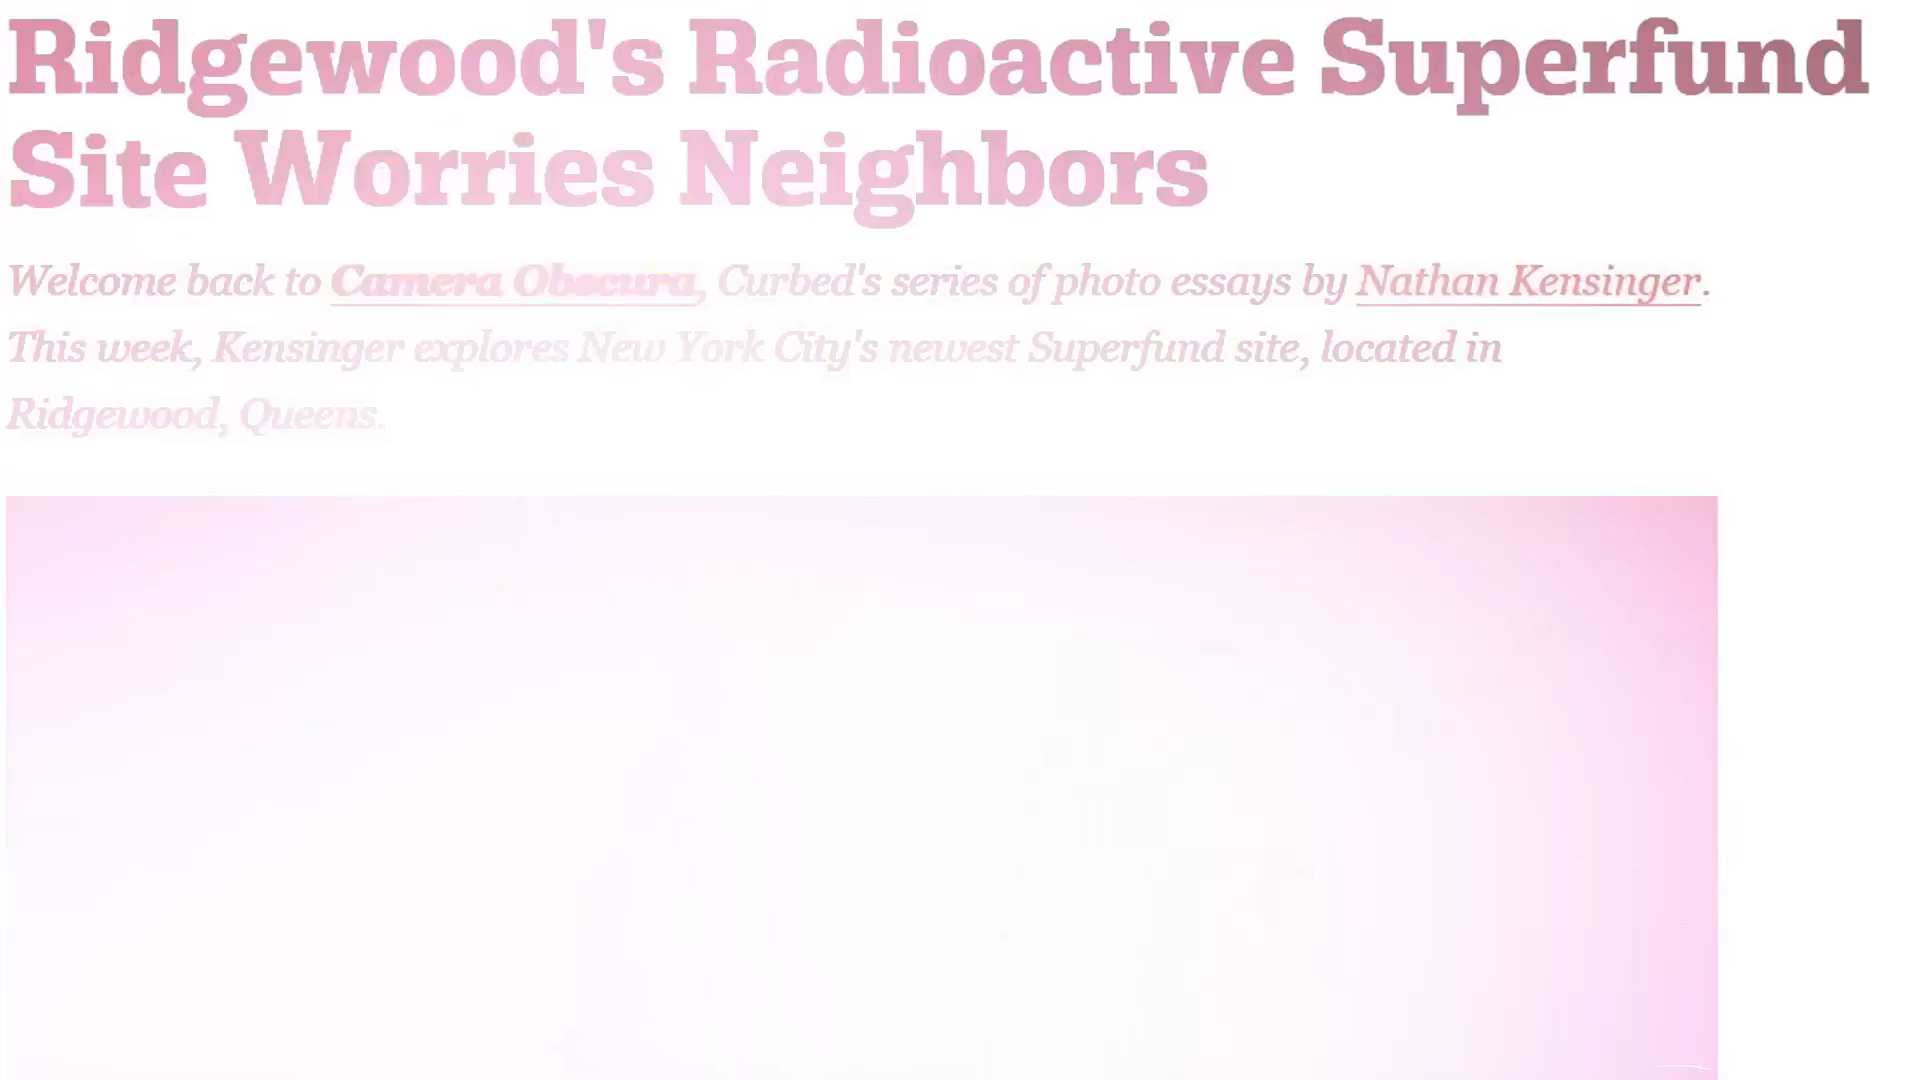 Ridgewood's Radioactive Superfund
Site Worries Neighbors
Welcome back to Camera Obscura, Curbed's series of photo essays by Nathan Kensinger.
This week, Kensinger explores New York City's newest Superfund site, located in
Ridgewood, Queens.